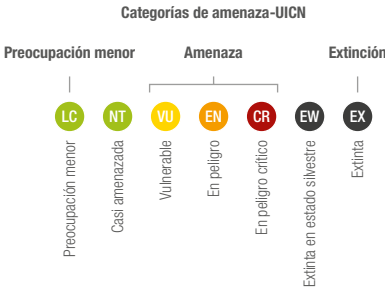 Categorías de amenaza-UICN
Preocupación menor
Amenaza
Extinción
LC
NT
VU
EN
CR
EW
EX
Preocupación menor
Casi amenazada
Vulnerable
En peligro
En peligro crítico
Extinta en estado silvestre
Extinta